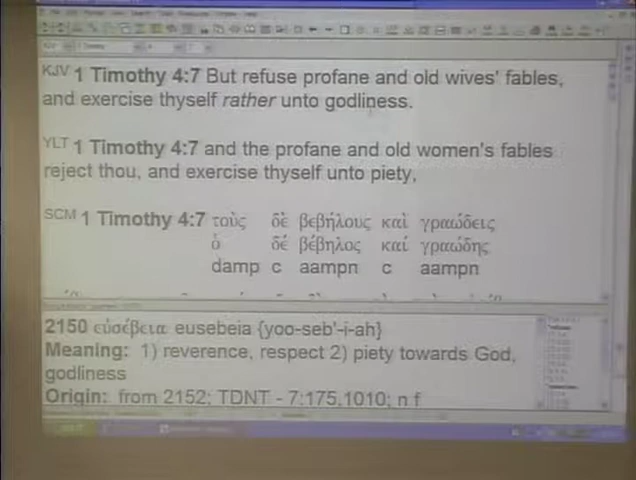 KJV 1 Timothy 4:7 But refuse profane and old wives' fables,
and exercise thyself rather unto godliness.
YLT 1 Timothy 4:7 and the profane and old women's fables
reject thou, and exercise thyself unto piety,
SCM 1 Timothy 4:7 τοὺς δὲ βεβήλους καὶ γραώδεις
ὁ δέ βέβηλος καί γραώδης
damp c aampn c aampn
2150 εὐσέβεια eusebeia {yoo-seb'-i-ah}
Meaning: 1) reverence, respect 2) piety towards God,
godliness
Origin: from 2152; TDNT - 7:175,1010; n f